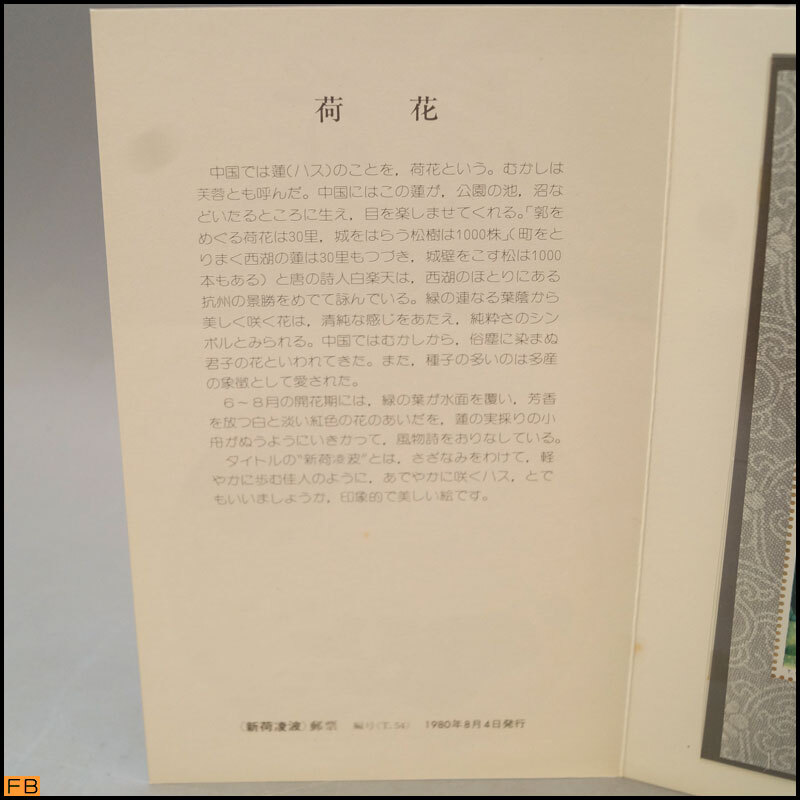 荷花
中国では蓮(ハス)のことを,荷花という。むかしは
芙蓉とも呼んだ。中国にはこの蓮が,公園の池,沼な
どいたるところに生え,目を楽しませてくれる。「郭を
めぐる荷花は30里,城をはらう松樹は1000株」(町をと
りまく西湖の蓮は30里もつづき,城壁をこす松は1000
本もある)と唐の詩人白楽天は,西湖のほとりにある
杭州の景勝をめでて詠んでいる。緑の連なる葉蔭から
美しく咲く花は,清純な感じをあたえ,純粋さのシン
ボルとみられる。中国ではむかしから,俗塵に染まぬ
君子の花といわれてきた。また,種子の多いのは多産
の象徴として愛された。
6~8月の開花期には,緑の葉が水面を覆い,芳香
を放つ白と淡い紅色の花のあいだを,蓮の実採りの小
舟がぬうようにいきかって,風物詩をおりなしている。
タイトルの"新荷凌波"とは,さざなみをわけて,軽
やかに歩む佳人のように,あでやかに咲くハス,とで
もいいましょうか,印象的で美しい絵です。
〈新荷凌波〉郵票 編号(T.54) 1980年8月4日発行
FB